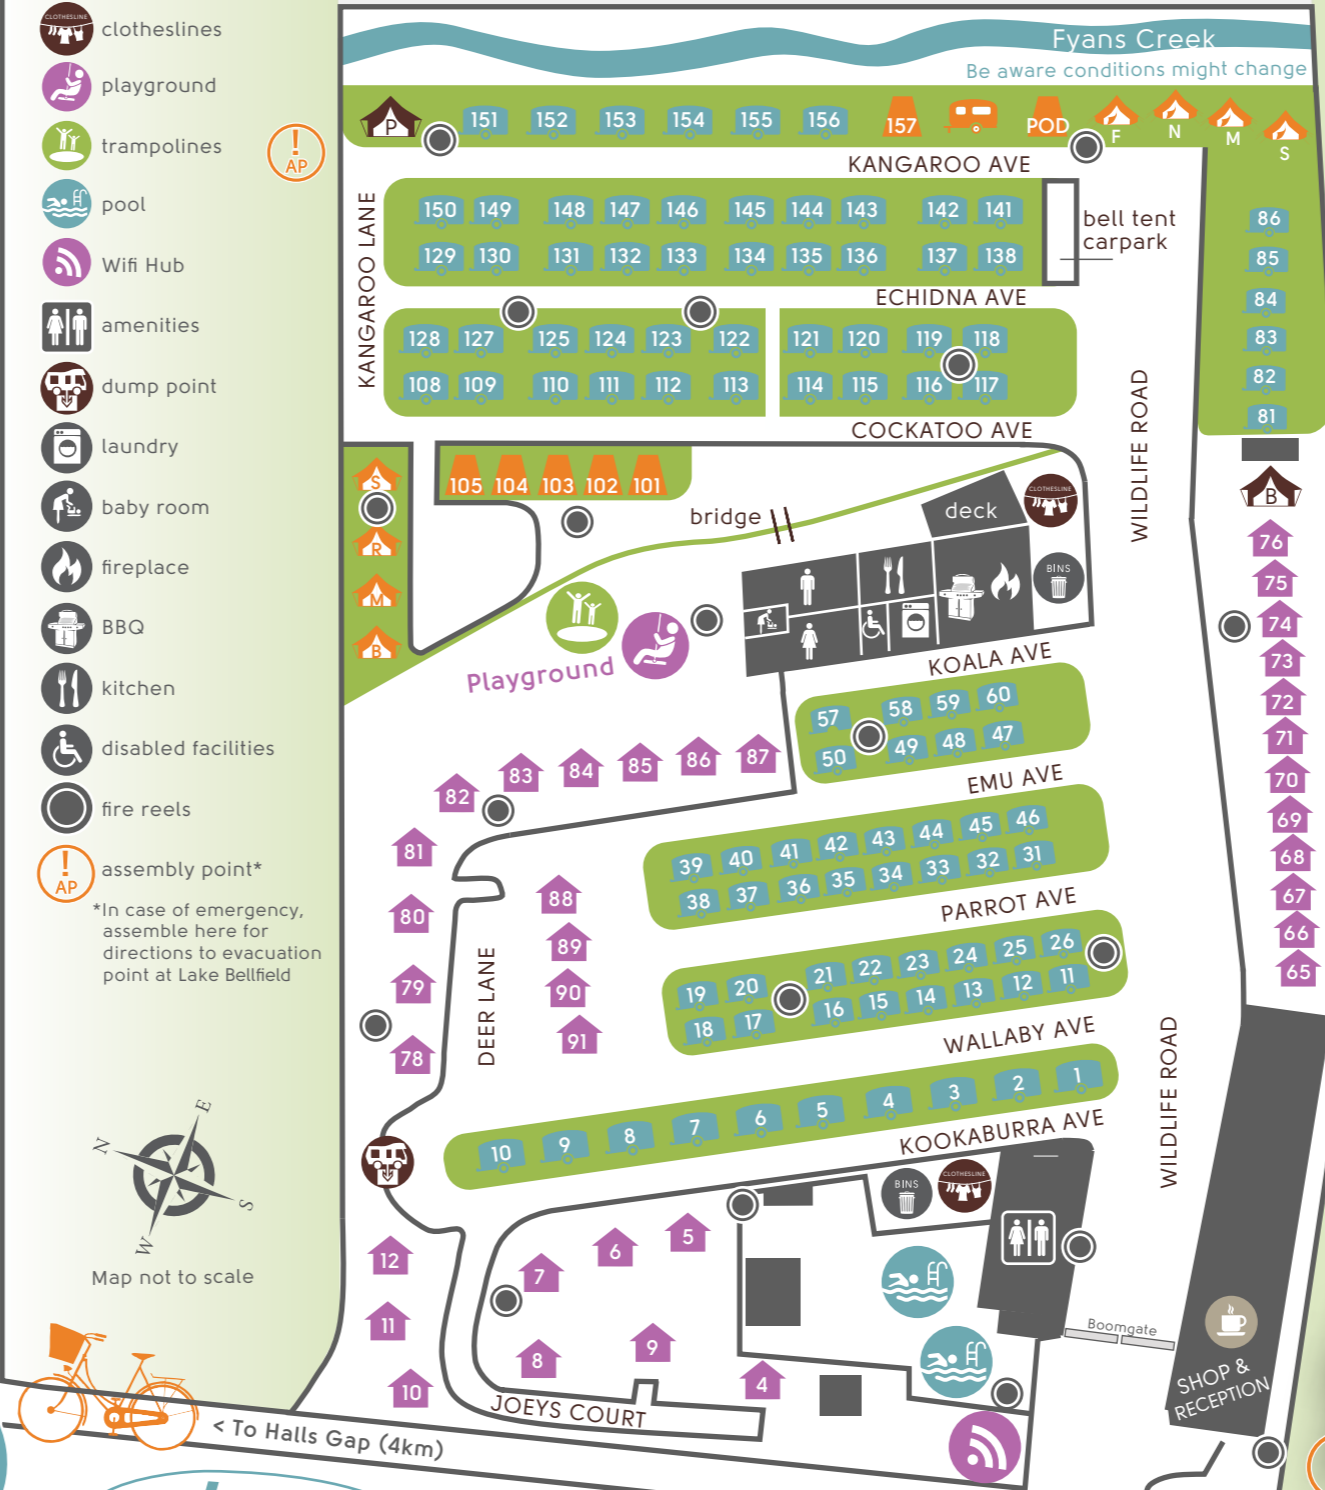 CLOTHESLINE
clotheslines
playground
trampolines
pool
Wifi Hub
amenities
dump point
laundry
baby room
fireplace
BBQ
kitchen
disabled facilities
fire reels
! AP
assembly point*
*In case of emergency,
assemble here for
directions to evacuation
point at Lake Bellfield
N E S W
Map not to scale
! AP
Fyans Creek
Be aware conditions might change
P 151 152 153 154 155 156 157 POD F N M S
KANGAROO AVE
KANGAROO LANE
150 149 148 147 146 145 144 143 142 141
129 130 131 132 133 134 135 136 137 138
bell tent
carpark
86
85
84
83
82
81
ECHIDNA AVE
128 127 125 124 123 122 121 120 119 118
108 109 110 111 112 113 114 115 116 117
COCKATOO AVE
WILDLIFE ROAD
S
R
M
B
105 104 103 102 101
bridge
deck
CLOTHESLINE
BINS
B
76
75
74
73
72
71
70
69
68
67
66
65
Playground
KOALA AVE
57 58 59 60
50 49 48 47
EMU AVE
82 83 84 85 86 87
81
80
79
78
88
89
90
91
DEER LANE
39 40 41 42 43 44 45 46
38 37 36 35 34 33 32 31
PARROT AVE
19 20 21 22 23 24 25 26
18 17 16 15 14 13 12 11
WALLABY AVE
WILDLIFE ROAD
10 9 8 7 6 5 4 3 2 1
KOOKABURRA AVE
BINS
CLOTHESLINE
12
11
10
7 6 5
8 9 4
JOEYS COURT
Boomgate
SHOP &
RECEPTION
< To Halls Gap (4km)